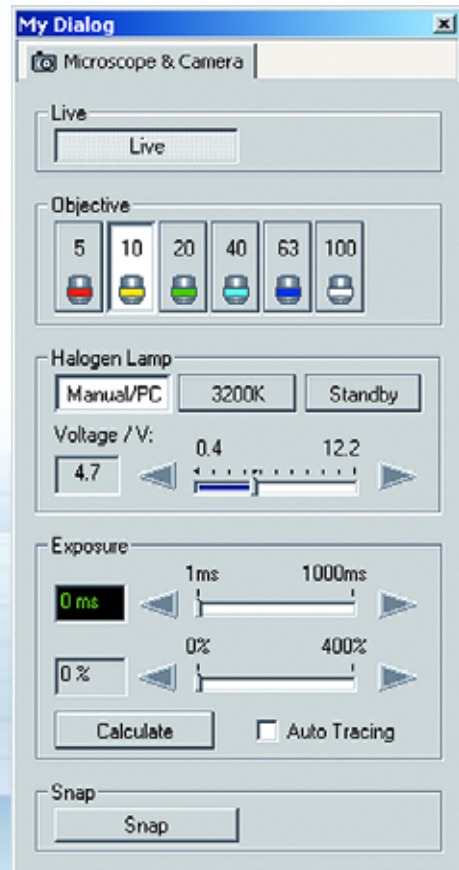 My Dialog
Microscope & Camera
Live
Live
Objective
5 10 20 40 63 100
Halogen Lamp
Manual/PC 3200K Standby
Voltage / V:
0.4 12.2
4.7
Exposure
1ms 1000ms
0 ms
0% 400%
0 %
Calculate Auto Tracing
Snap
Snap